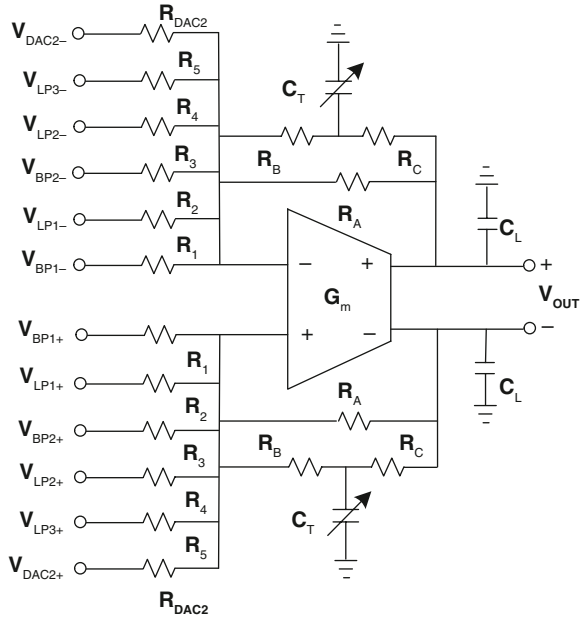 R_DAC2
V_DAC2−
R_5
V_LP3−
R_4
V_LP2−
R_3
V_BP2−
R_2
V_LP1−
R_1
V_BP1−
C_T
R_B
R_C
R_A
C_L
− +
G_m
+ −
+
V_OUT
−
V_BP1+
R_1
V_LP1+
R_2
V_BP2+
R_3
V_LP2+
R_4
V_LP3+
R_5
V_DAC2+
R_DAC2
R_A
R_B
R_C
C_T
C_L